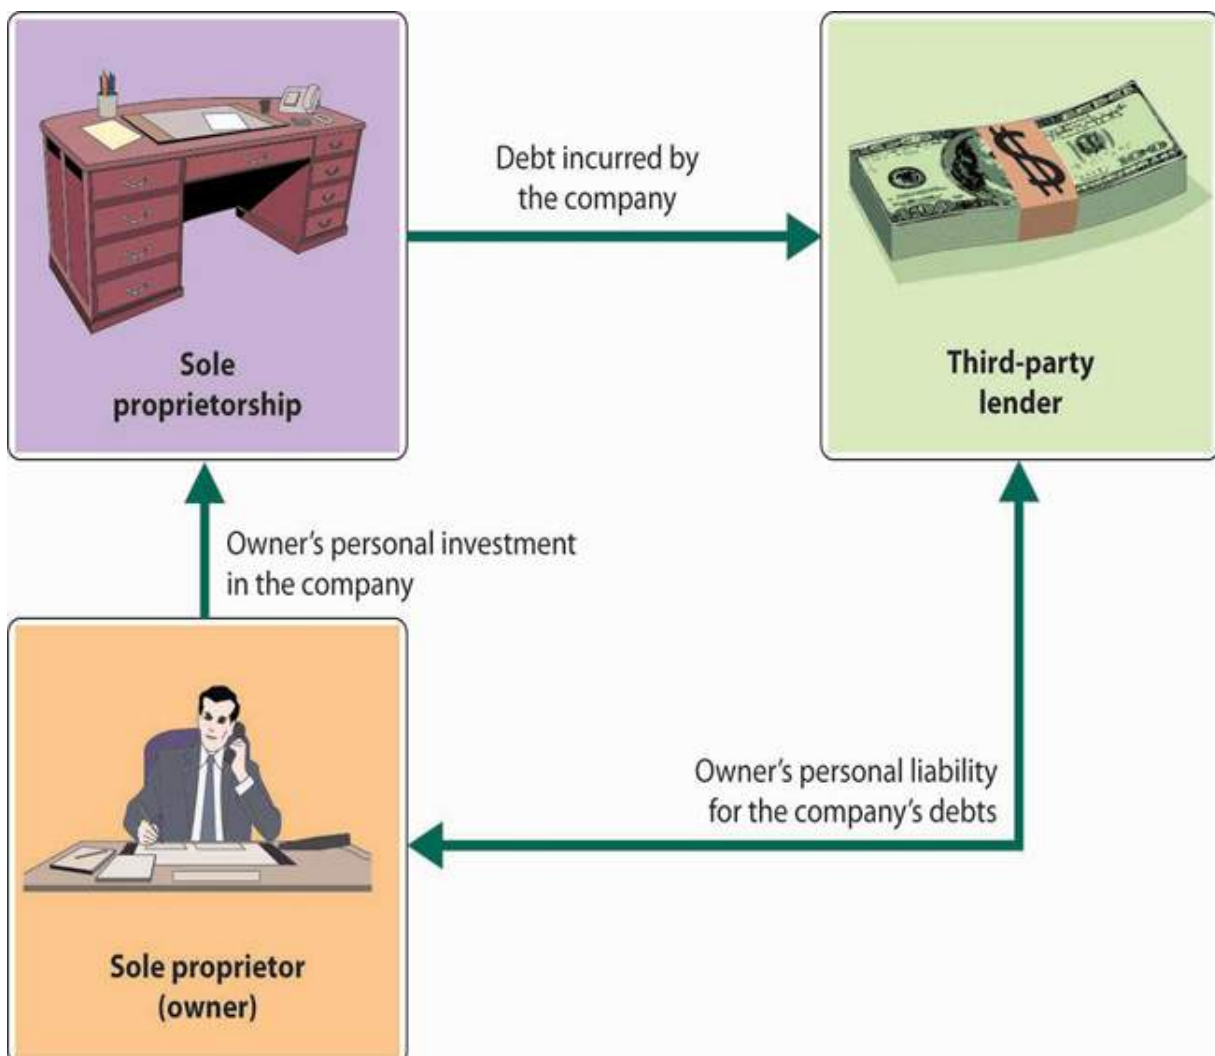 Debt incurred by
the company
Sole
proprietorship
Third-party
lender
Owner's personal investment
in the company
Owner's personal liability
for the company's debts
Sole proprietor
(owner)
$